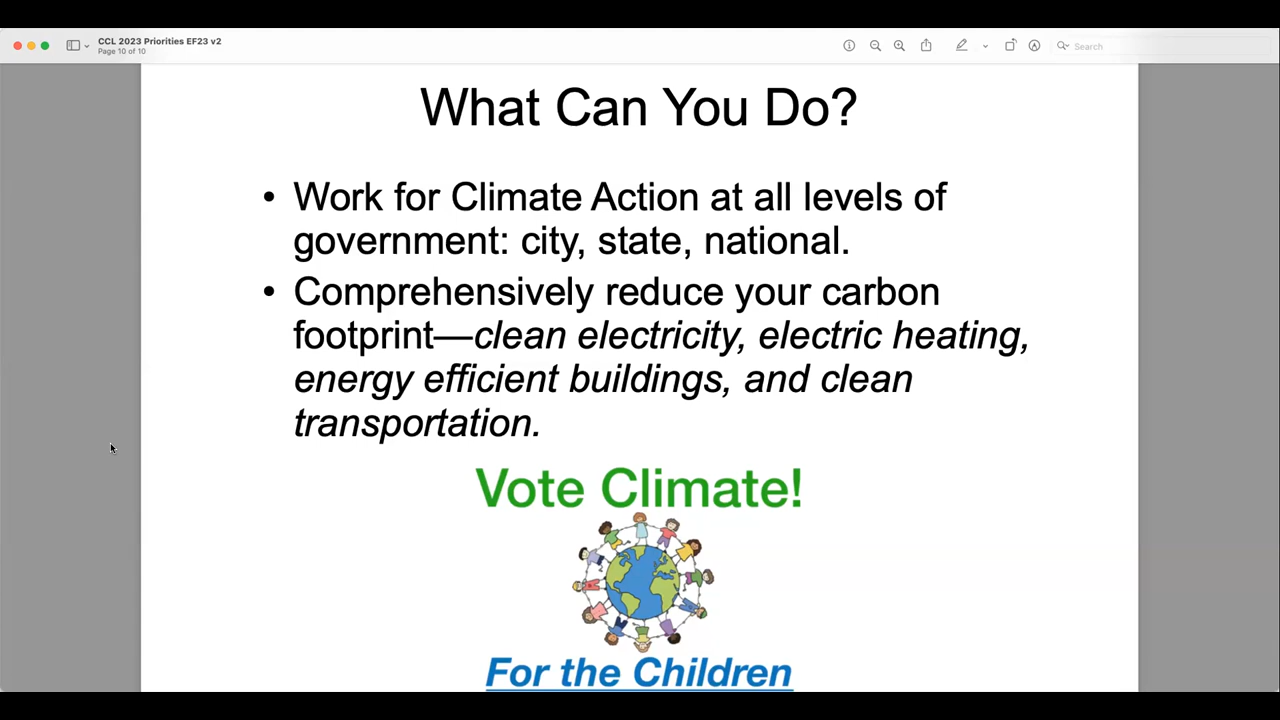 CCL 2023 Priorities EF23 v2
Page 10 of 10
Search
What Can You Do?
• Work for Climate Action at all levels of
government: city, state, national.
• Comprehensively reduce your carbon
footprint—clean electricity, electric heating,
energy efficient buildings, and clean
transportation.
Vote Climate!
For the Children